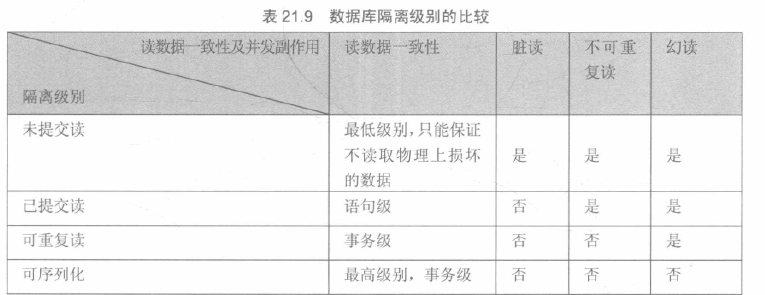 表 21.9 数据库隔离级别的比较
读数据一致性及并发副作用
隔离级别
读数据一致性
脏读
不可重
复读
幻读
未提交读
最低级别，只能保证
不读取物理上损坏
的数据
是
是
是
已提交读
语句级
否
是
是
可重复读
事务级
否
否
是
可序列化
最高级别，事务级
否
否
否